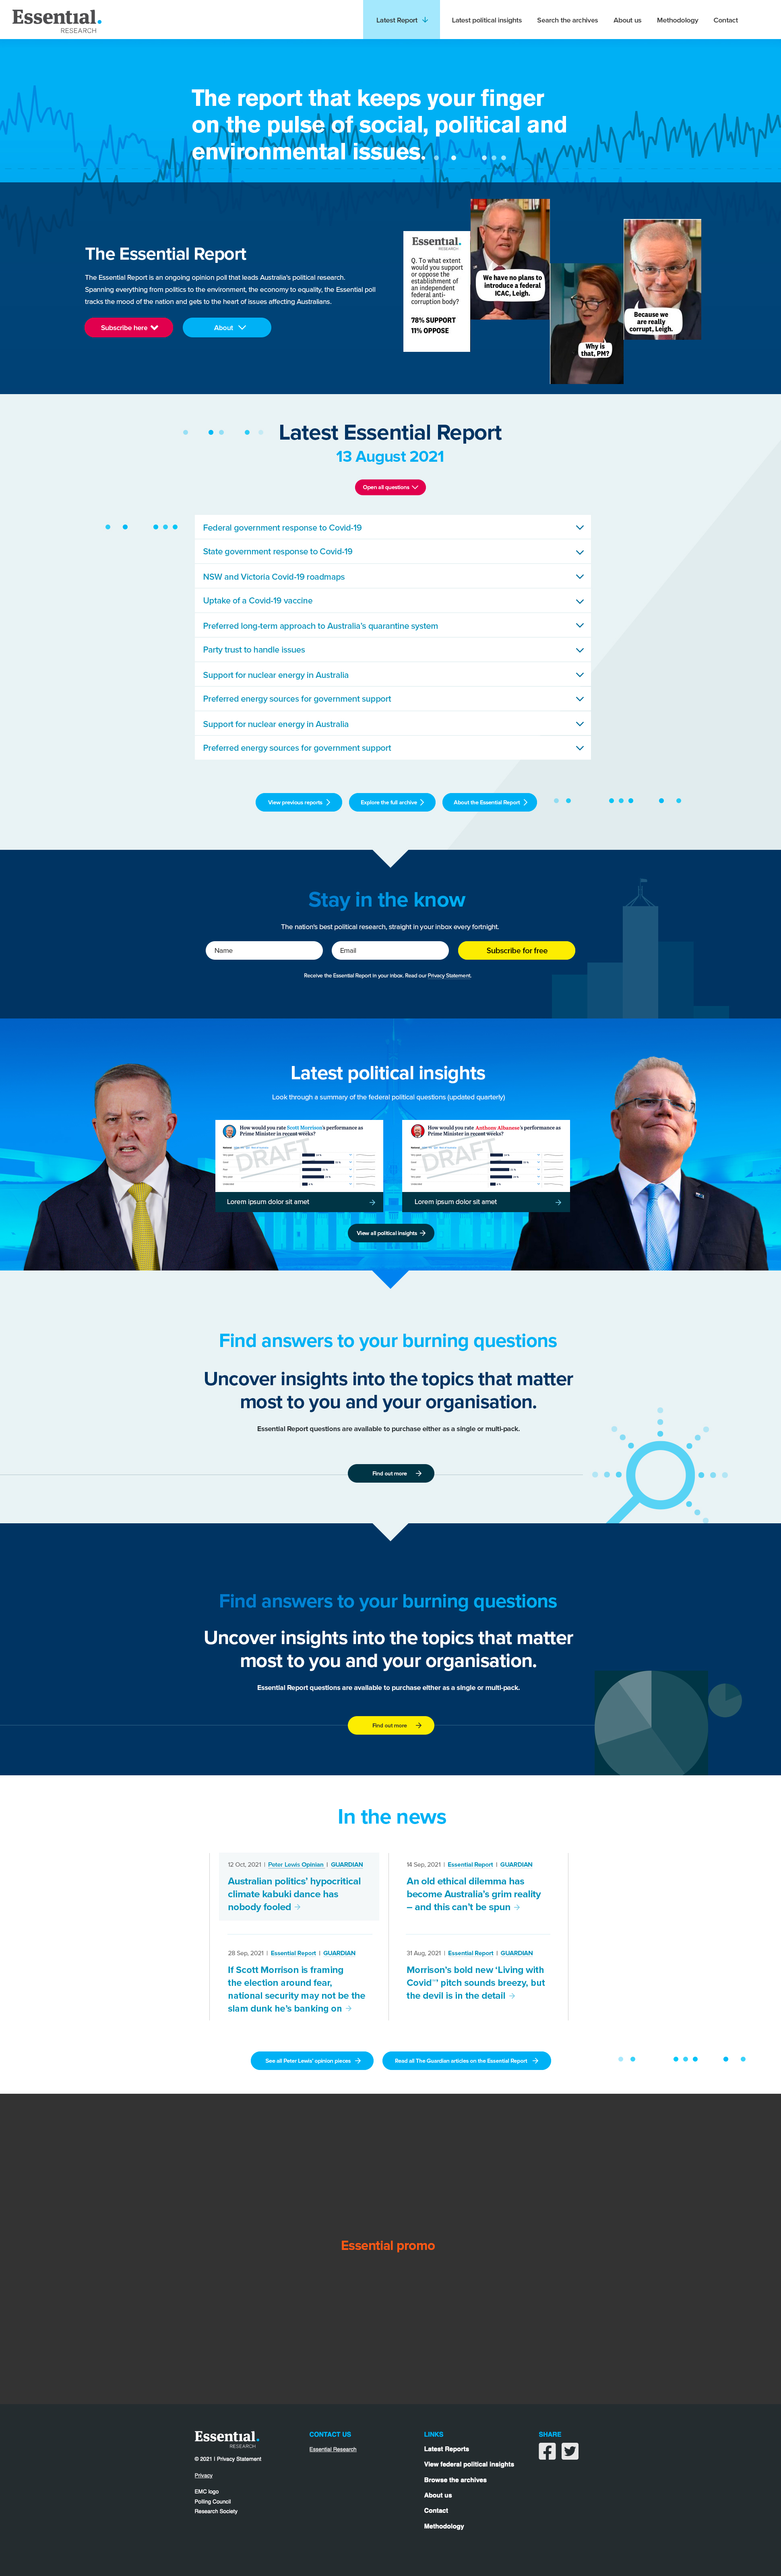 Essential.
RESEARCH
Latest Report
Latest political insights
Search the archives
About us
Methodology
Contact
The report that keeps your finger
on the pulse of social, political and
environmental issues.
The Essential Report
The Essential Report is an ongoing opinion poll that leads Australia's political research.
Spanning everything from politics to the environment, the economy to equality, the Essential poll
tracks the mood of the nation and gets to the heart of issues affecting Australians.
Subscribe here
About
Essential.
RESEARCH
Q. To what extent
would you support
or oppose the
establishment of
an independent
federal anti-
corruption body?
78% SUPPORT
11% OPPOSE
We have no plans to
introduce a federal
ICAC, Leigh.
Why is
that, PM?
Because we
are really
corrupt, Leigh.
Latest Essential Report
13 August 2021
Open all questions
Federal government response to Covid-19
State government response to Covid-19
NSW and Victoria Covid-19 roadmaps
Uptake of a Covid-19 vaccine
Preferred long-term approach to Australia's quarantine system
Party trust to handle issues
Support for nuclear energy in Australia
Preferred energy sources for government support
Support for nuclear energy in Australia
Preferred energy sources for government support
View previous reports
Explore the full archive
About the Essential Report
Stay in the know
The nation's best political research, straight in your inbox every fortnight.
Name
Email
Subscribe for free
Receive the Essential Report in your inbox. Read our Privacy Statement.
Latest political insights
Look through a summary of the federal political questions (updated quarterly)
How would you rate Scott Morrison's performance as
Prime Minister in recent weeks?
DRAFT
Lorem ipsum dolor sit amet
How would you rate Anthony Albanese's performance as
Prime Minister in recent weeks?
DRAFT
Lorem ipsum dolor sit amet
View all political insights
Find answers to your burning questions
Uncover insights into the topics that matter
most to you and your organisation.
Essential Report questions are available to purchase either as a single or multi-pack.
Find out more
Find answers to your burning questions
Uncover insights into the topics that matter
most to you and your organisation.
Essential Report questions are available to purchase either as a single or multi-pack.
Find out more
In the news
12 Oct, 2021 | Peter Lewis Opinion | GUARDIAN
Australian politics' hypocritical
climate kabuki dance has
nobody fooled
14 Sep, 2021 | Essential Report | GUARDIAN
An old ethical dilemma has
become Australia's grim reality
– and this can't be spun
28 Sep, 2021 | Essential Report | GUARDIAN
If Scott Morrison is framing
the election around fear,
national security may not be the
slam dunk he's banking on
31 Aug, 2021 | Essential Report | GUARDIAN
Morrison's bold new 'Living with
Covid™' pitch sounds breezy, but
the devil is in the detail
See all Peter Lewis' opinion pieces
Read all The Guardian articles on the Essential Report
Essential promo
Essential.
RESEARCH
© 2021 | Privacy Statement
Privacy
EMC logo
Polling Council
Research Society
CONTACT US
Essential Research
LINKS
Latest Reports
View federal political insights
Browse the archives
About us
Contact
Methodology
SHARE